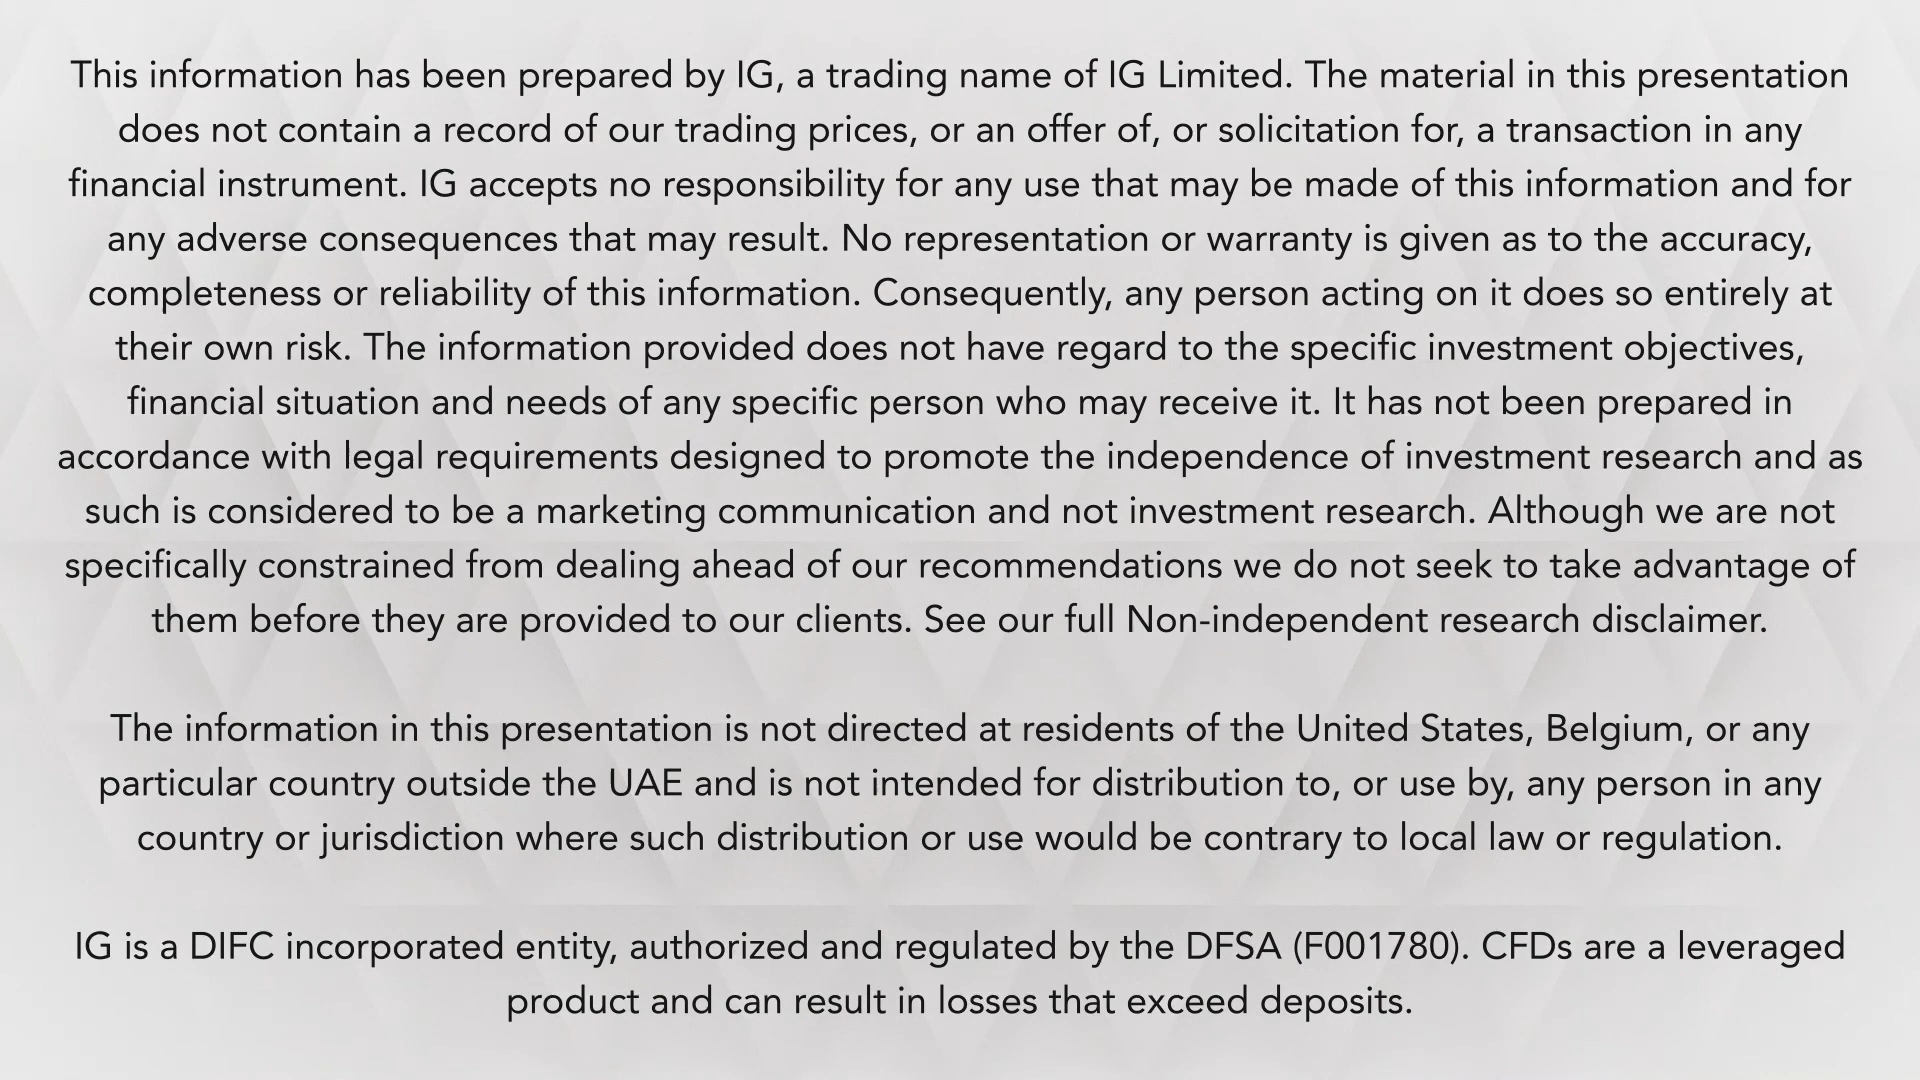 This information has been prepared by IG, a trading name of IG Limited. The material in this presentation
does not contain a record of our trading prices, or an offer of, or solicitation for, a transaction in any
financial instrument. IG accepts no responsibility for any use that may be made of this information and for
any adverse consequences that may result. No representation or warranty is given as to the accuracy,
completeness or reliability of this information. Consequently, any person acting on it does so entirely at
their own risk. The information provided does not have regard to the specific investment objectives,
financial situation and needs of any specific person who may receive it. It has not been prepared in
accordance with legal requirements designed to promote the independence of investment research and as
such is considered to be a marketing communication and not investment research. Although we are not
specifically constrained from dealing ahead of our recommendations we do not seek to take advantage of
them before they are provided to our clients. See our full Non-independent research disclaimer.
The information in this presentation is not directed at residents of the United States, Belgium, or any
particular country outside the UAE and is not intended for distribution to, or use by, any person in any
country or jurisdiction where such distribution or use would be contrary to local law or regulation.
IG is a DIFC incorporated entity, authorized and regulated by the DFSA (F001780). CFDs are a leveraged
product and can result in losses that exceed deposits.